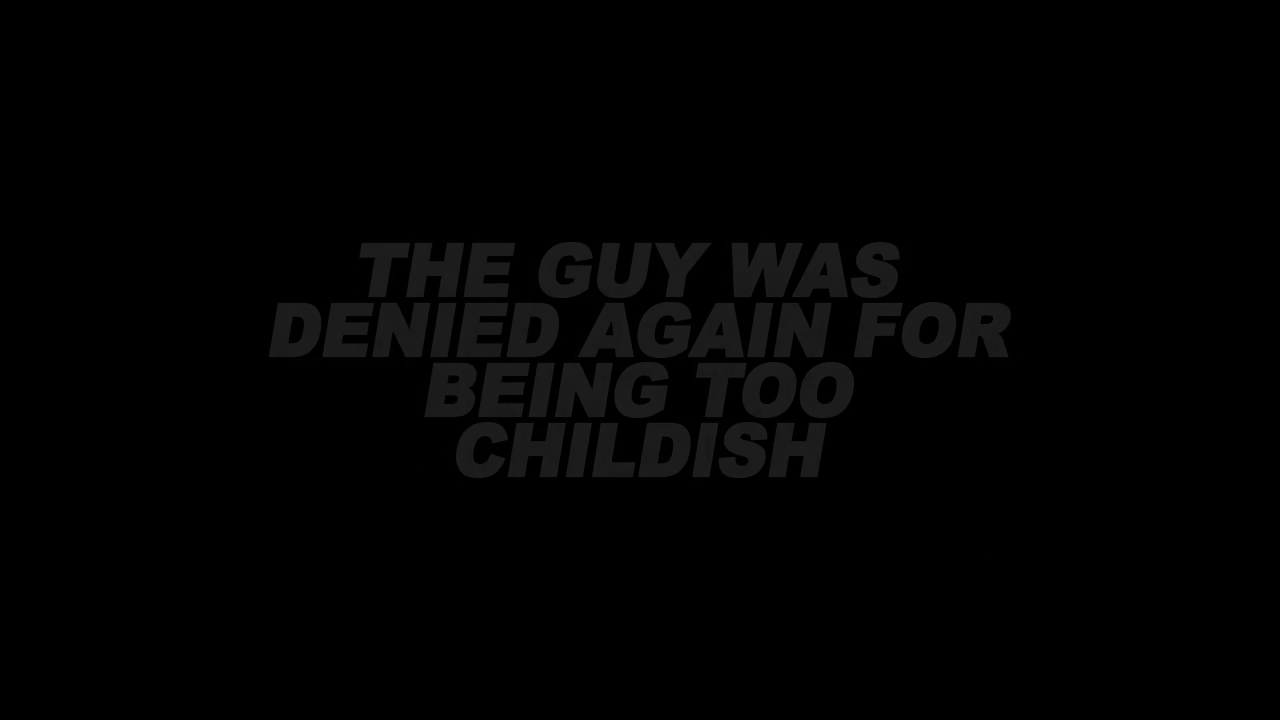 THE GUY WAS
DENIED AGAIN FOR
BEING TOO
CHILDISH